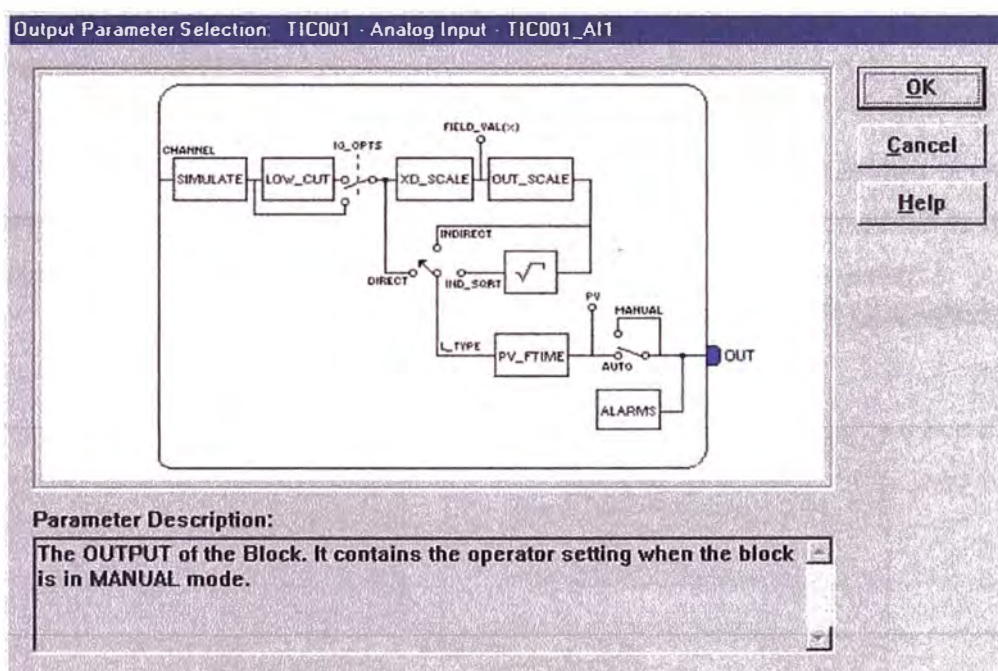 Output Parameter Selection: TIC001 - Analog Input - TIC001_AI1
OK
Cancel
Help
CHANNEL
SIMULATE
LOW_CUT
IO_OPTS
XD_SCALE
FIELD_VAL(%)
OUT_SCALE
INDIRECT
DIRECT
IND_SQRT
√
L_TYPE
PV_FTIME
PV
MANUAL
AUTO
OUT
ALARMS
Parameter Description:
The OUTPUT of the Block. It contains the operator setting when the block
is in MANUAL mode.